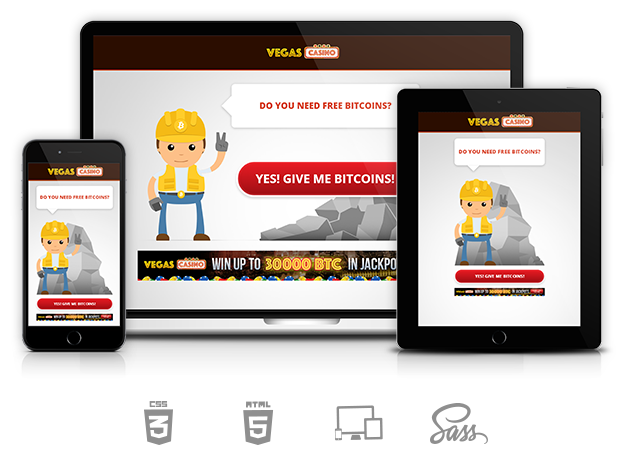 VEGAS CASINO
DO YOU NEED FREE BITCOINS?
YES! GIVE ME BITCOINS!
VEGAS CASINO WIN UP TO 30000 BTC IN JACKPO
VEGAS CASINO
DO YOU NEED FREE BITCOINS?
YES! GIVE ME BITCOINS!
VEGAS CASINO
DO YOU NEED FREE BITCOINS?
YES! GIVE ME BITCOINS!
CSS
3
HTML
5
Sass